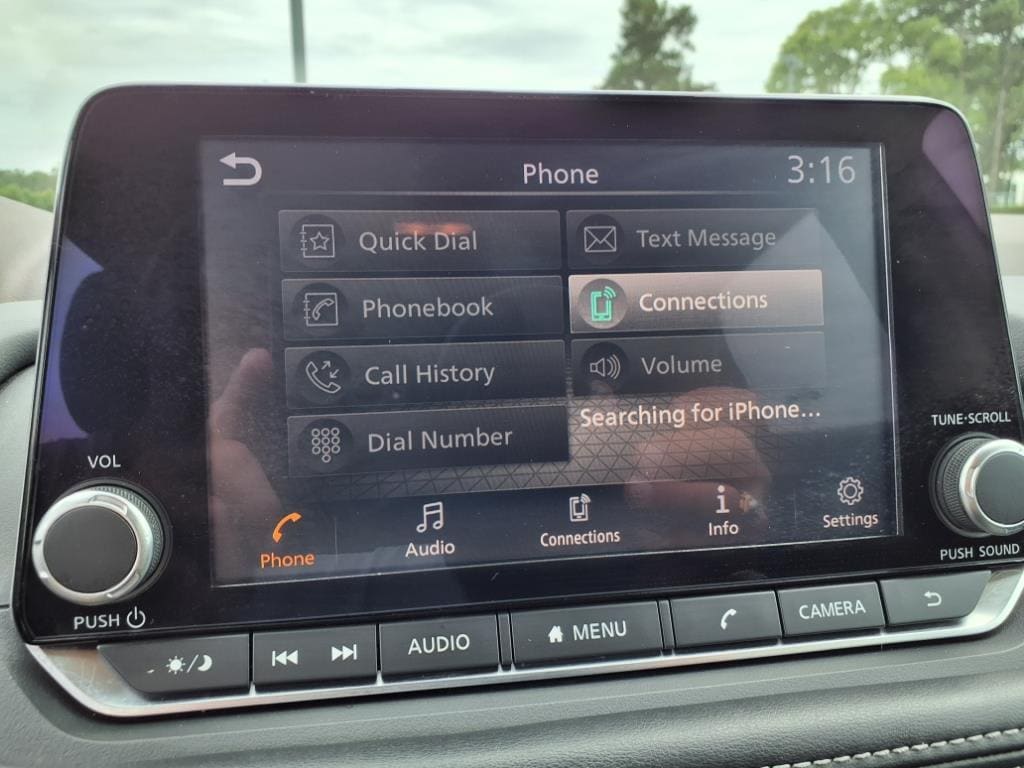 Phone
3:16
Quick Dial
Text Message
Phonebook
Connections
Call History
Volume
Dial Number
Searching for iPhone...
Phone
Audio
Connections
Info
Settings
VOL
PUSH
TUNE·SCROLL
PUSH SOUND
AUDIO
MENU
CAMERA